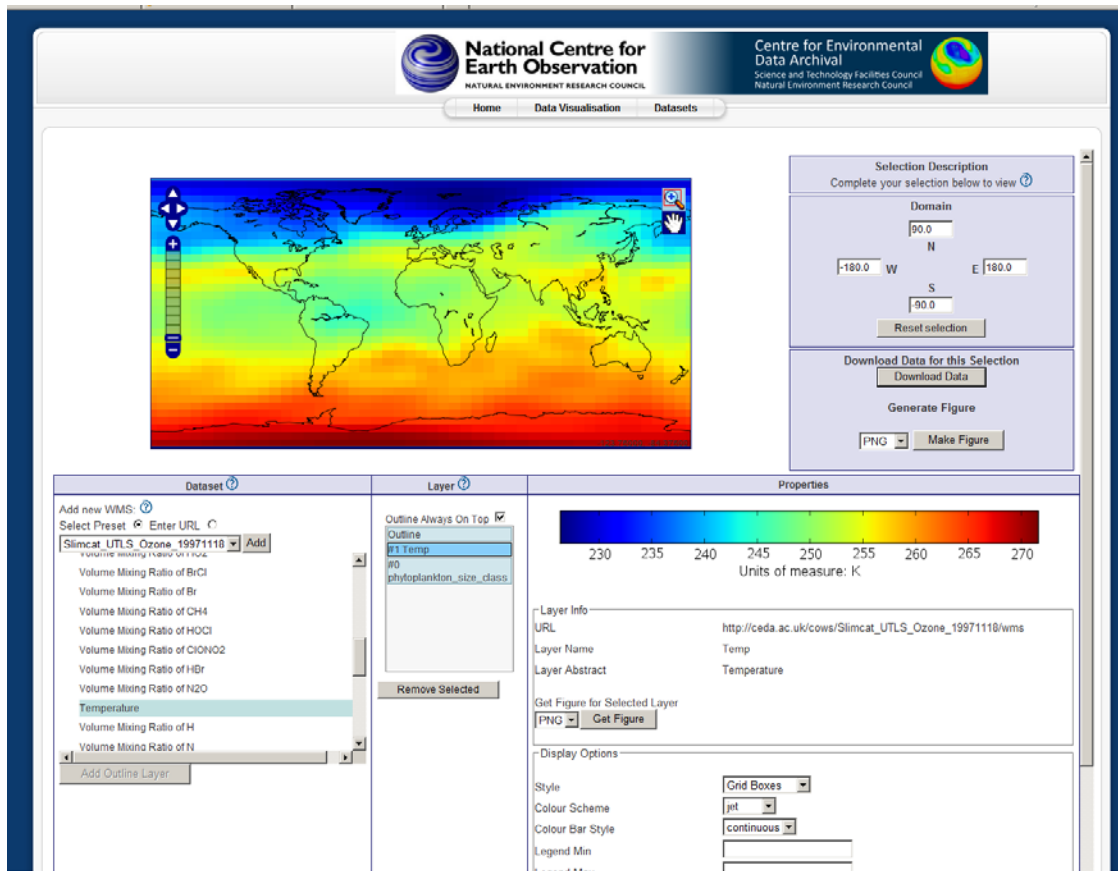 National Centre for
Earth Observation
NATURAL ENVIRONMENT RESEARCH COUNCIL
Centre for Environmental
Data Archival
Science and Technology Facilities Council
Natural Environment Research Council
Home Data Visualisation Datasets
Selection Description
Complete your selection below to view ?
Domain
90.0
N
-180.0 W E 180.0
S
-90.0
Reset selection
Download Data for this Selection
Download Data
Generate Figure
PNG Make Figure
Dataset ?
Add new WMS: ?
Select Preset Enter URL
Slimcat_UTLS_Ozone_19971118 Add
Volume Mixing Ratio of HO2
Volume Mixing Ratio of BrCl
Volume Mixing Ratio of Br
Volume Mixing Ratio of CH4
Volume Mixing Ratio of HOCl
Volume Mixing Ratio of ClONO2
Volume Mixing Ratio of HBr
Volume Mixing Ratio of N2O
Temperature
Volume Mixing Ratio of H
Volume Mixing Ratio of N
Add Outline Layer
Layer ?
Outline Always On Top
Outline
#1 Temp
#0
phytoplankton_size_class
Remove Selected
Properties
230 235 240 245 250 255 260 265 270
Units of measure: K
Layer Info
URL http://ceda.ac.uk/cows/Slimcat_UTLS_Ozone_19971118/wms
Layer Name Temp
Layer Abstract Temperature
Get Figure for Selected Layer
PNG Get Figure
Display Options
Style Grid Boxes
Colour Scheme jet
Colour Bar Style continuous
Legend Min
Legend Max